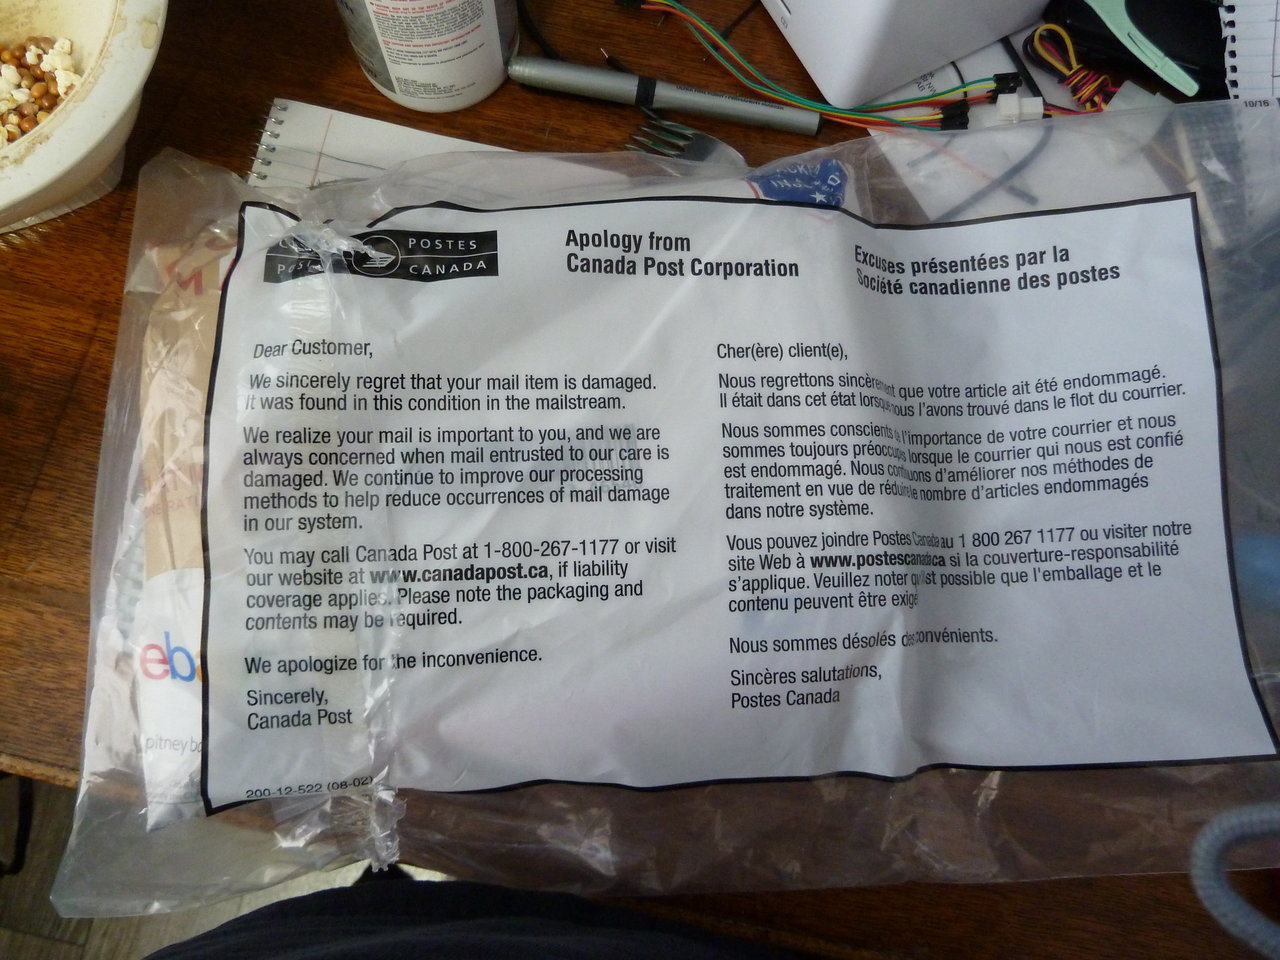 10/16
POSTES
CANADA
Apology from
Canada Post Corporation
Excuses présentées par la
Société canadienne des postes
Dear Customer,
We sincerely regret that your mail item is damaged.
It was found in this condition in the mailstream.
We realize your mail is important to you, and we are
always concerned when mail entrusted to our care is
damaged. We continue to improve our processing
methods to help reduce occurrences of mail damage
in our system.
You may call Canada Post at 1-800-267-1177 or visit
our website at www.canadapost.ca, if liability
coverage applies. Please note the packaging and
contents may be required.
We apologize for the inconvenience.
Sincerely,
Canada Post
200-12-522 (08-02)
Cher(ère) client(e),
Nous regrettons que votre article ait été endommagé.
Il était dans cet état nous l'avons trouvé dans le flot du courrier.
Nous sommes conscients l'importance de votre courrier et nous
sommes toujours lorsque le courrier qui nous est confié
est endommagé. Nous d'améliorer nos méthodes de
traitement en vue de nombre d'articles endommagés
dans notre système.
Vous pouvez joindre Postes Canada au 1 800 267 1177 ou visiter notre
site Web à www.postescanada.ca si la couverture-responsabilité
s'applique. Veuillez noter possible que l'emballage et le
contenu peuvent être
Nous sommes désolés
Sincères salutations,
Postes Canada
eb
pitney bo